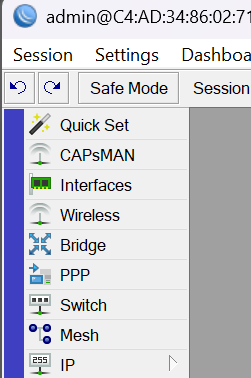 admin@C4:AD:34:86:02:71
Session Settings Dashboa
Safe Mode Session
Quick Set
CAPsMAN
Interfaces
Wireless
Bridge
PPP
Switch
Mesh
255 IP